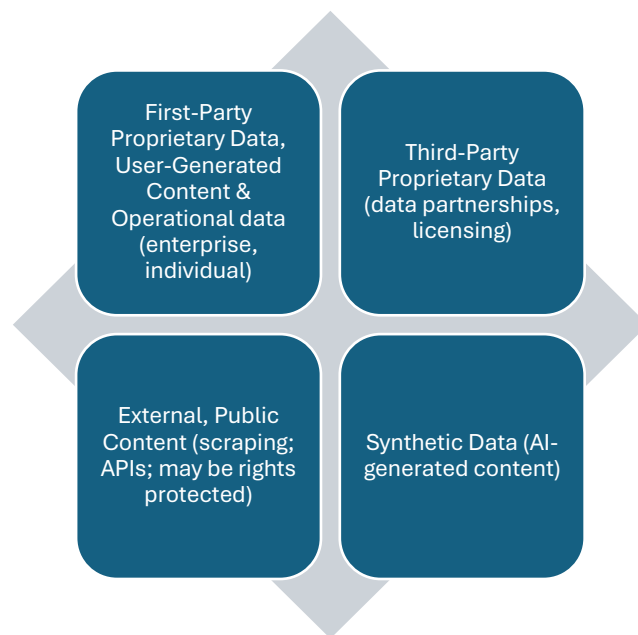 First-Party
Proprietary Data,
User-Generated
Content &
Operational data
(enterprise,
individual)
Third-Party
Proprietary Data
(data partnerships,
licensing)
External, Public
Content (scraping;
APIs; may be rights
protected)
Synthetic Data (AI-
generated content)